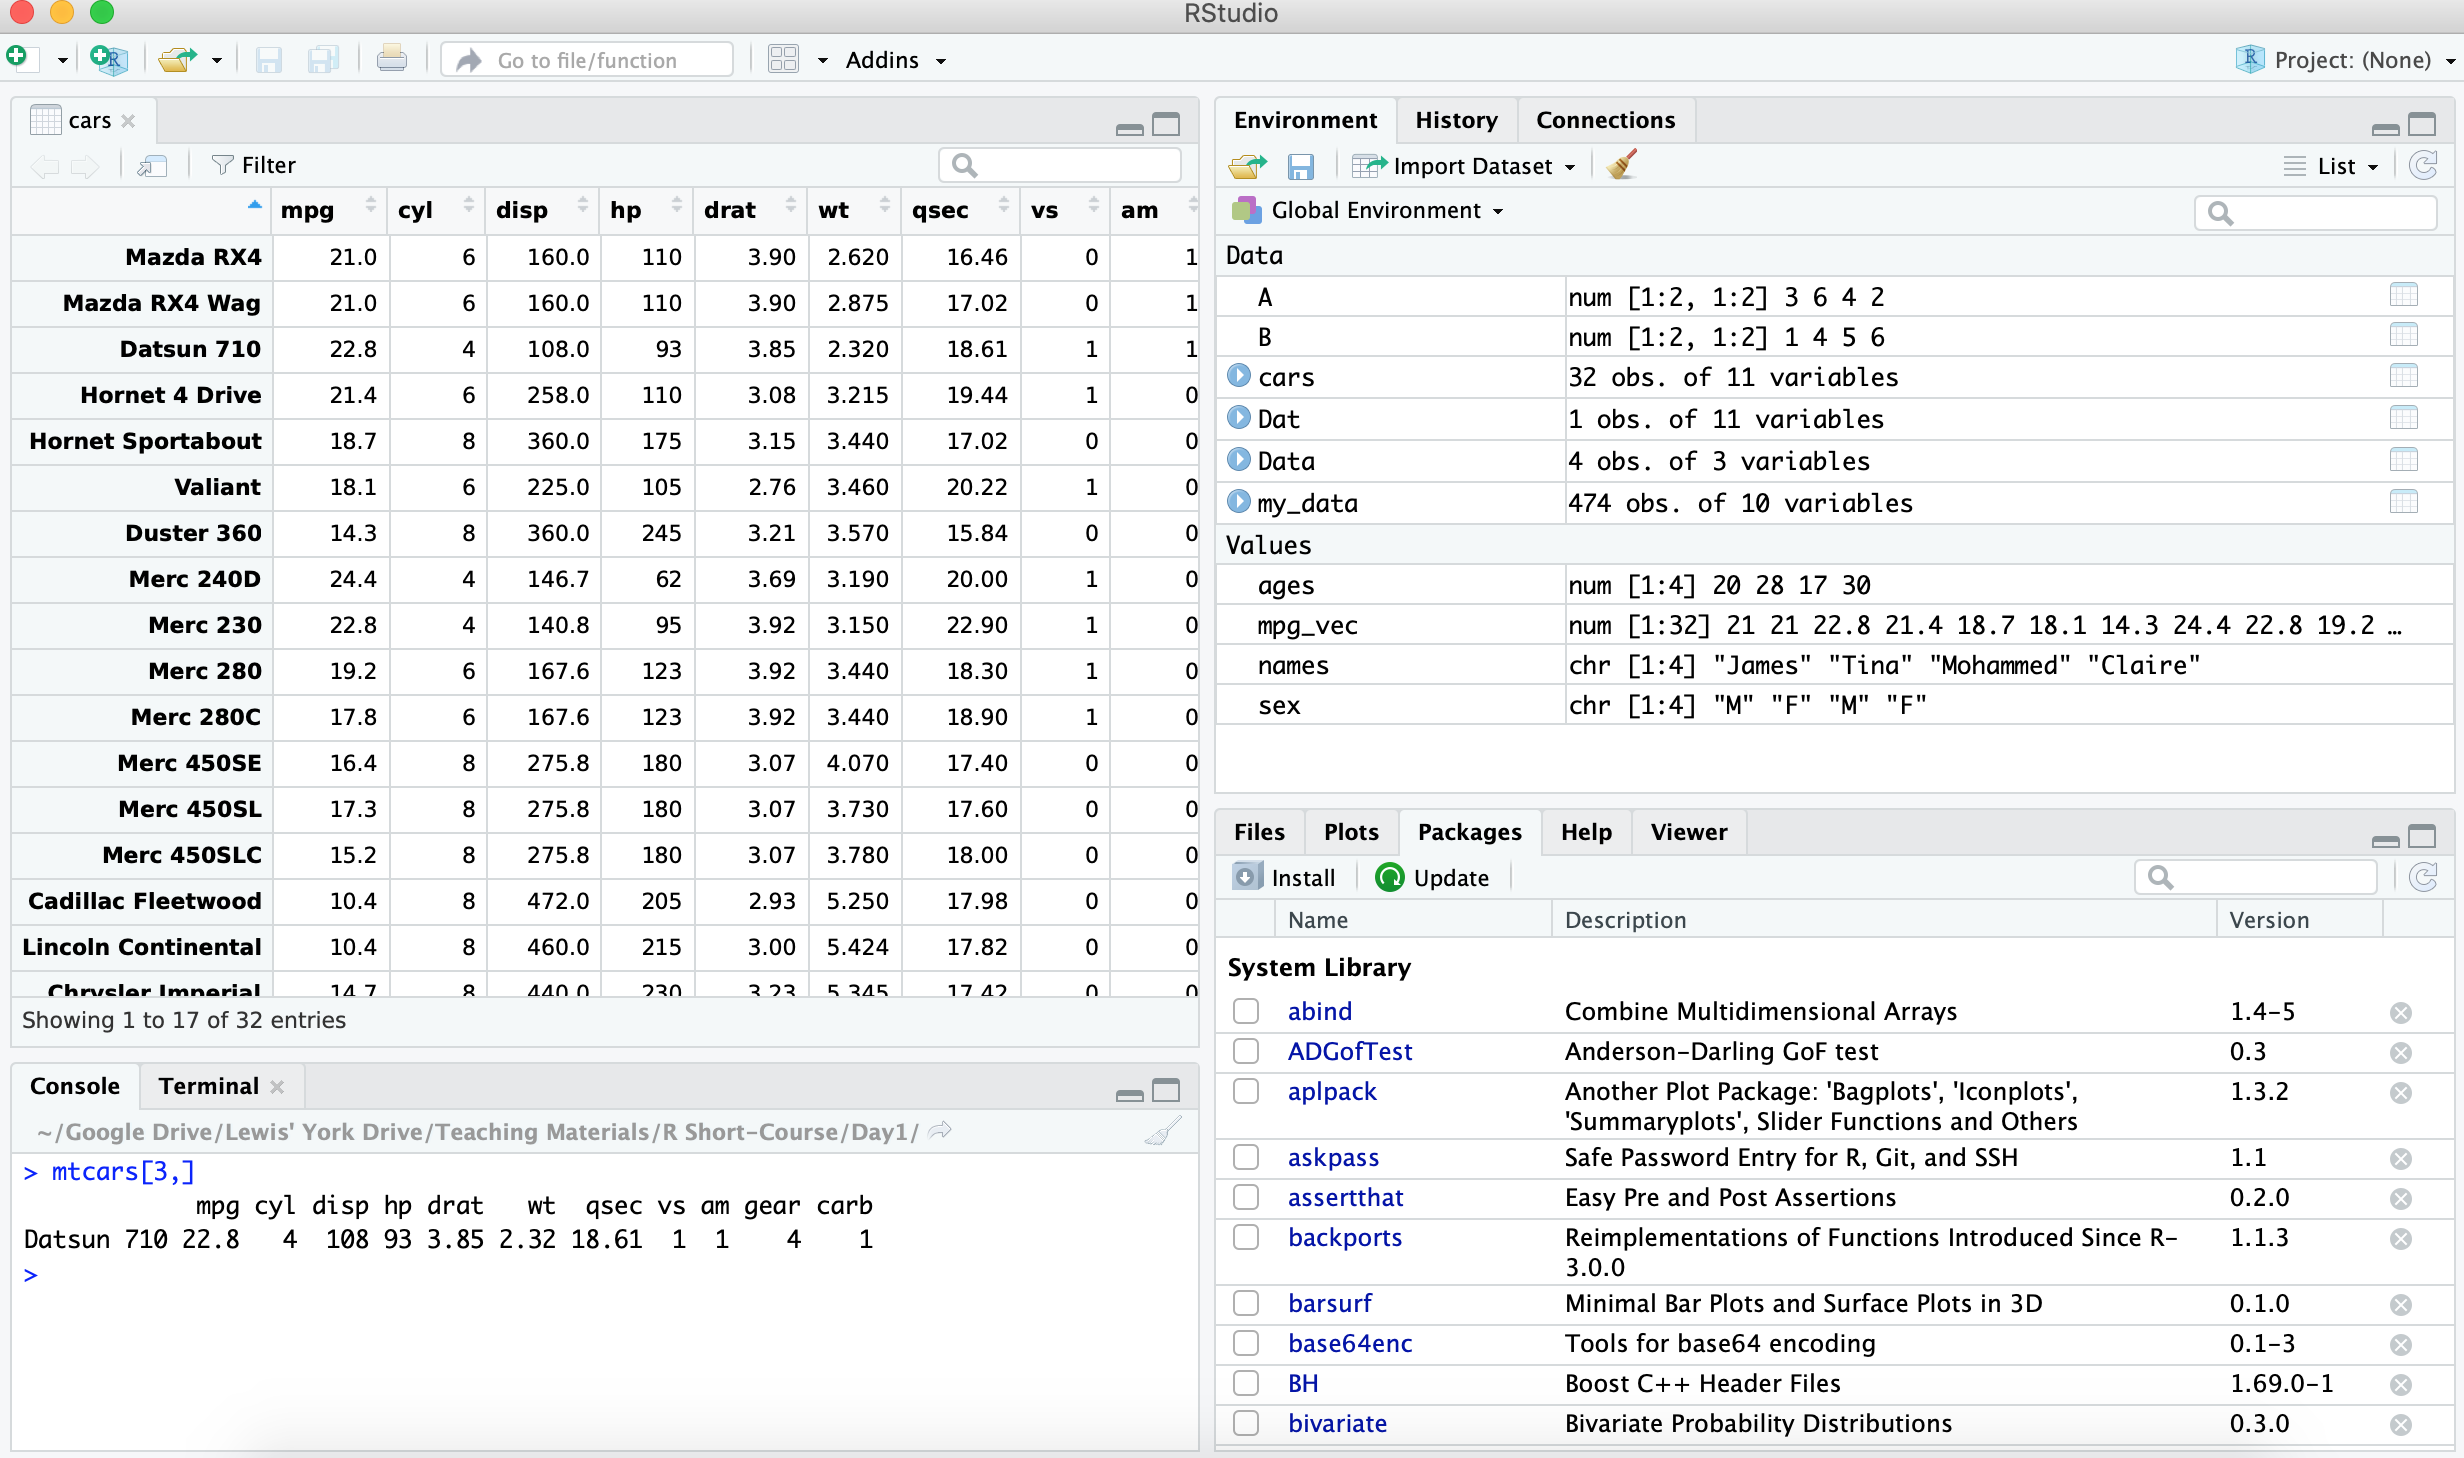 RStudio
Go to file/function
Addins
Project: (None)
cars
Filter
mpg cyl disp hp drat wt qsec vs am
Mazda RX4 21.0 6 160.0 110 3.90 2.620 16.46 0 1
Mazda RX4 Wag 21.0 6 160.0 110 3.90 2.875 17.02 0 1
Datsun 710 22.8 4 108.0 93 3.85 2.320 18.61 1 1
Hornet 4 Drive 21.4 6 258.0 110 3.08 3.215 19.44 1 0
Hornet Sportabout 18.7 8 360.0 175 3.15 3.440 17.02 0 0
Valiant 18.1 6 225.0 105 2.76 3.460 20.22 1 0
Duster 360 14.3 8 360.0 245 3.21 3.570 15.84 0 0
Merc 240D 24.4 4 146.7 62 3.69 3.190 20.00 1 0
Merc 230 22.8 4 140.8 95 3.92 3.150 22.90 1 0
Merc 280 19.2 6 167.6 123 3.92 3.440 18.30 1 0
Merc 280C 17.8 6 167.6 123 3.92 3.440 18.90 1 0
Merc 450SE 16.4 8 275.8 180 3.07 4.070 17.40 0 0
Merc 450SL 17.3 8 275.8 180 3.07 3.730 17.60 0 0
Merc 450SLC 15.2 8 275.8 180 3.07 3.780 18.00 0 0
Cadillac Fleetwood 10.4 8 472.0 205 2.93 5.250 17.98 0 0
Lincoln Continental 10.4 8 460.0 215 3.00 5.424 17.82 0 0
Chrysler Imperial 14.7 8 440.0 230 3.23 5.345 17.42 0 0
Showing 1 to 17 of 32 entries
Console Terminal
~/Google Drive/Lewis' York Drive/Teaching Materials/R Short-Course/Day1/
> mtcars[3,]
mpg cyl disp hp drat wt qsec vs am gear carb
Datsun 710 22.8 4 108 93 3.85 2.32 18.61 1 1 4 1
>
Environment History Connections
Import Dataset List
Global Environment
Data
A num [1:2, 1:2] 3 6 4 2
B num [1:2, 1:2] 1 4 5 6
cars 32 obs. of 11 variables
Dat 1 obs. of 11 variables
Data 4 obs. of 3 variables
my_data 474 obs. of 10 variables
Values
ages num [1:4] 20 28 17 30
mpg_vec num [1:32] 21 21 22.8 21.4 18.7 18.1 14.3 24.4 22.8 19.2 …
names chr [1:4] "James" "Tina" "Mohammed" "Claire"
sex chr [1:4] "M" "F" "M" "F"
Files Plots Packages Help Viewer
Install Update
Name Description Version
System Library
abind Combine Multidimensional Arrays 1.4-5
ADGofTest Anderson-Darling GoF test 0.3
aplpack Another Plot Package: 'Bagplots', 'Iconplots', 1.3.2
'Summaryplots', Slider Functions and Others
askpass Safe Password Entry for R, Git, and SSH 1.1
assertthat Easy Pre and Post Assertions 0.2.0
backports Reimplementations of Functions Introduced Since R- 1.1.3
3.0.0
barsurf Minimal Bar Plots and Surface Plots in 3D 0.1.0
base64enc Tools for base64 encoding 0.1-3
BH Boost C++ Header Files 1.69.0-1
bivariate Bivariate Probability Distributions 0.3.0